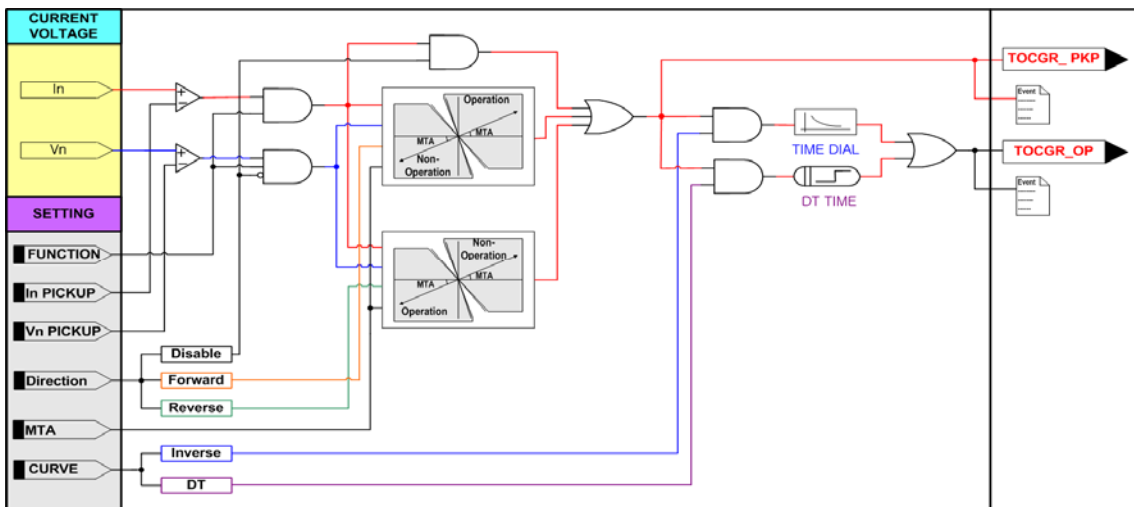 CURRENT
VOLTAGE
In
Vn
SETTING
FUNCTION
In PICKUP
Vn PICKUP
Direction
MTA
CURVE
Disable
Forward
Reverse
Inverse
DT
Operation
MTA
MTA
Non-
Operation
Non-
Operation
MTA
MTA
Operation
TIME DIAL
DT TIME
TOCGR_ PKP
Event
TOCGR_OP
Event